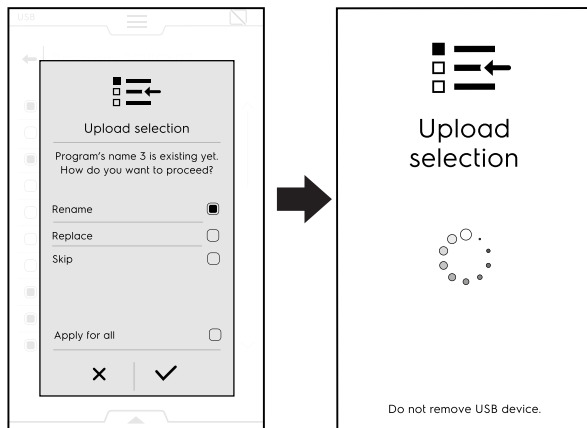 USB
Upload selection
Program's name 3 is existing yet.
How do you want to proceed?
Rename
Replace
Skip
Apply for all
Upload
selection
Do not remove USB device.